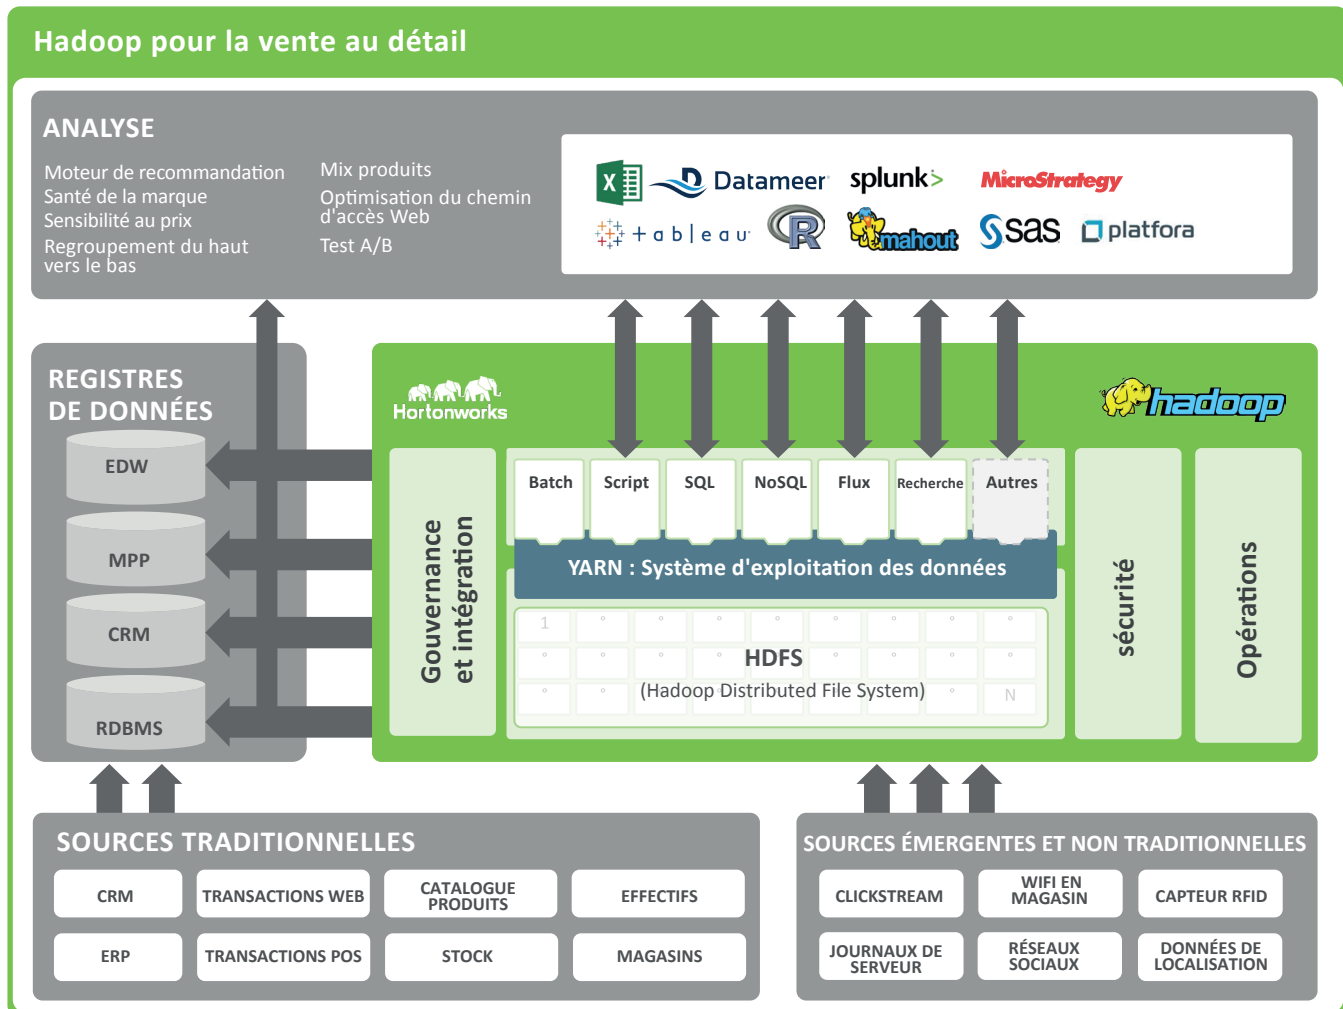 Hadoop pour la vente au détail
ANALYSE
Moteur de recommandation
Santé de la marque
Sensibilité au prix
Regroupement du haut
vers le bas
Mix produits
Optimisation du chemin
d'accès Web
Test A/B
X
Datameer
splunk>
MicroStrategy
+ a b | e a u
R
mahout
sas
platfora
REGISTRES
DE DONNÉES
EDW
MPP
CRM
RDBMS
Hortonworks
hadoop
Gouvernance
et intégration
Batch
Script
SQL
NoSQL
Flux
Recherche
Autres
YARN : Système d'exploitation des données
1
HDFS
(Hadoop Distributed File System)
N
sécurité
Opérations
SOURCES TRADITIONNELLES
CRM
TRANSACTIONS WEB
CATALOGUE
PRODUITS
EFFECTIFS
ERP
TRANSACTIONS POS
STOCK
MAGASINS
SOURCES ÉMERGENTES ET NON TRADITIONNELLES
CLICKSTREAM
WIFI EN
MAGASIN
CAPTEUR RFID
JOURNAUX DE
SERVEUR
RÉSEAUX
SOCIAUX
DONNÉES DE
LOCALISATION